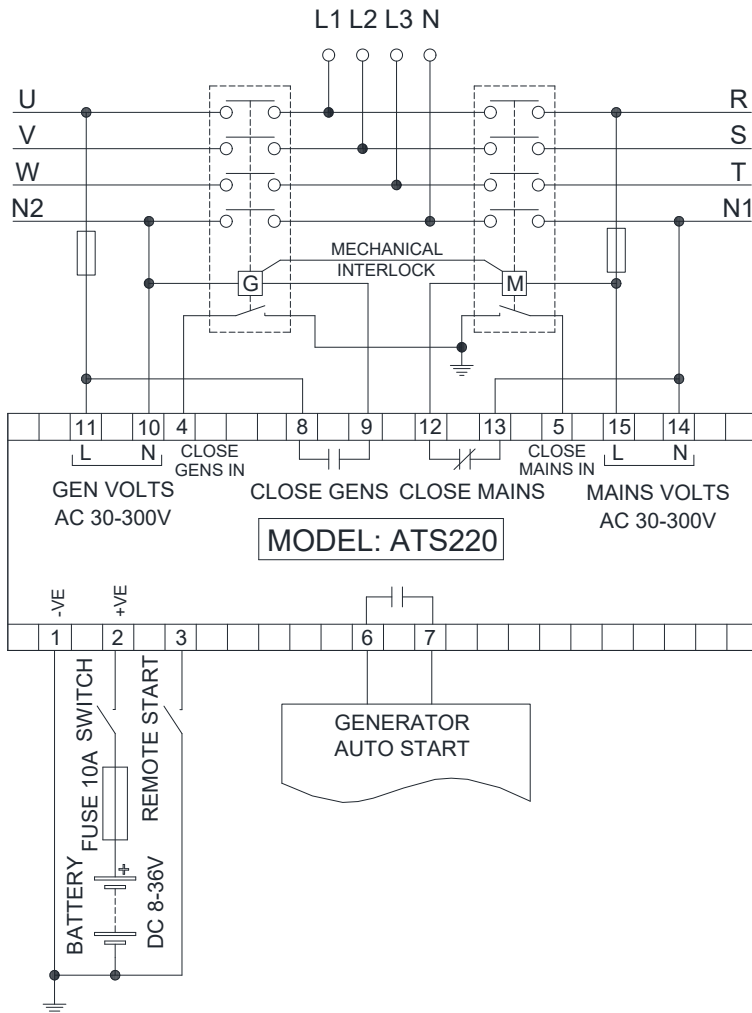 L1 L2 L3 N
U
R
V
S
W
T
N2
N1
MECHANICAL
INTERLOCK
G
M
11 10 4 8 9 12 13 5 15 14
L N
CLOSE
GENS IN
CLOSE
MAINS IN
L N
GEN VOLTS
AC 30-300V
CLOSE GENS
CLOSE MAINS
MAINS VOLTS
AC 30-300V
MODEL: ATS220
-VE
+VE
1 2 3 6 7
SWITCH
FUSE 10A
REMOTE START
GENERATOR
AUTO START
BATTERY
+
DC 8-36V